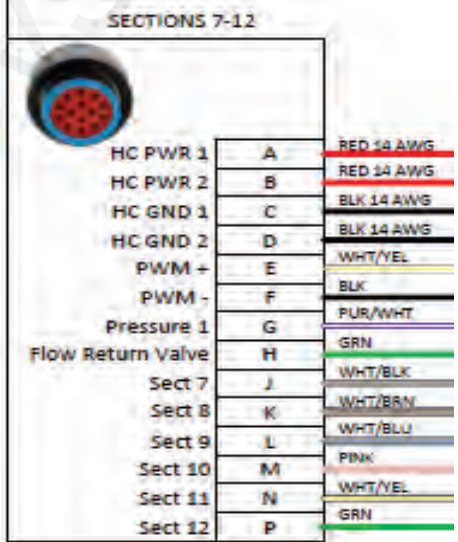 SECTIONS 7-12
HC PWR 1 A RED 14 AWG
HC PWR 2 B RED 14 AWG
HC GND 1 C BLK 14 AWG
HC GND 2 D BLK 14 AWG
PWM + E WHT/YEL
PWM - F BLK
Pressure 1 G PUR/WHT
Flow Return Valve H GRN
Sect 7 J WHT/BLK
Sect 8 K WHT/BRN
Sect 9 L WHT/BLU
Sect 10 M PINK
Sect 11 N WHT/YEL
Sect 12 P GRN